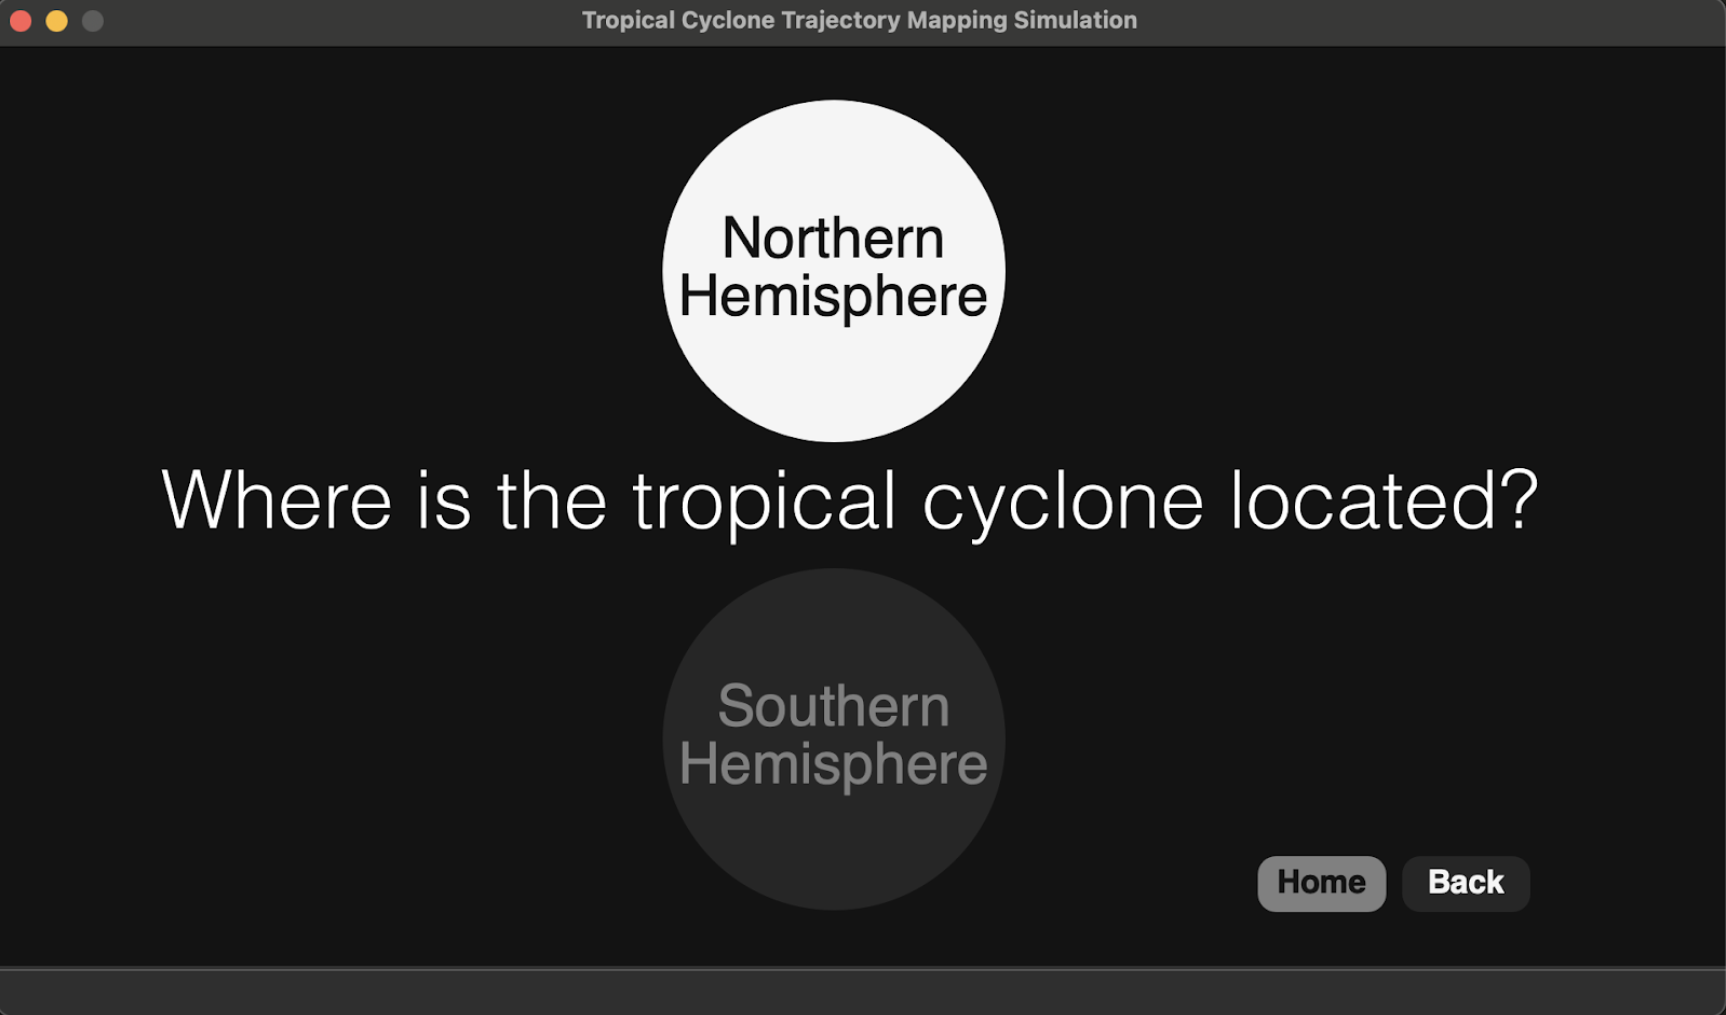 Tropical Cyclone Trajectory Mapping Simulation
Northern
Hemisphere
Where is the tropical cyclone located?
Southern
Hemisphere
Home Back